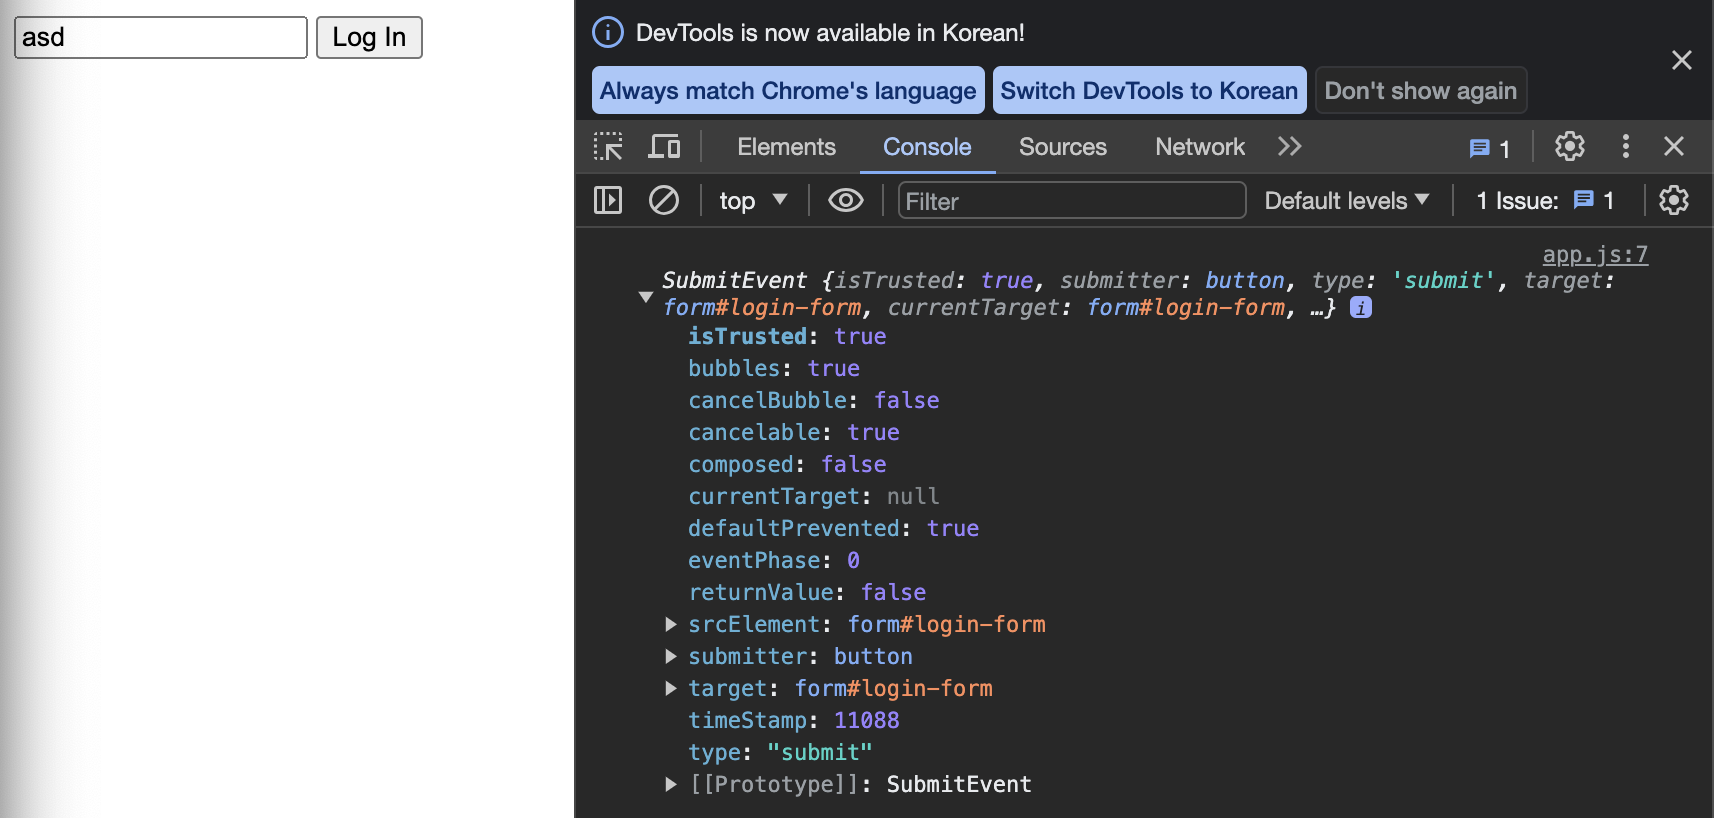 asd Log In
DevTools is now available in Korean!
Always match Chrome's language Switch DevTools to Korean Don't show again
Elements Console Sources Network 1
top Filter Default levels 1 Issue: 1
app.js:7
SubmitEvent {isTrusted: true, submitter: button, type: 'submit', target:
form#login-form, currentTarget: form#login-form, …} i
isTrusted: true
bubbles: true
cancelBubble: false
cancelable: true
composed: false
currentTarget: null
defaultPrevented: true
eventPhase: 0
returnValue: false
srcElement: form#login-form
submitter: button
target: form#login-form
timeStamp: 11088
type: "submit"
[[Prototype]]: SubmitEvent